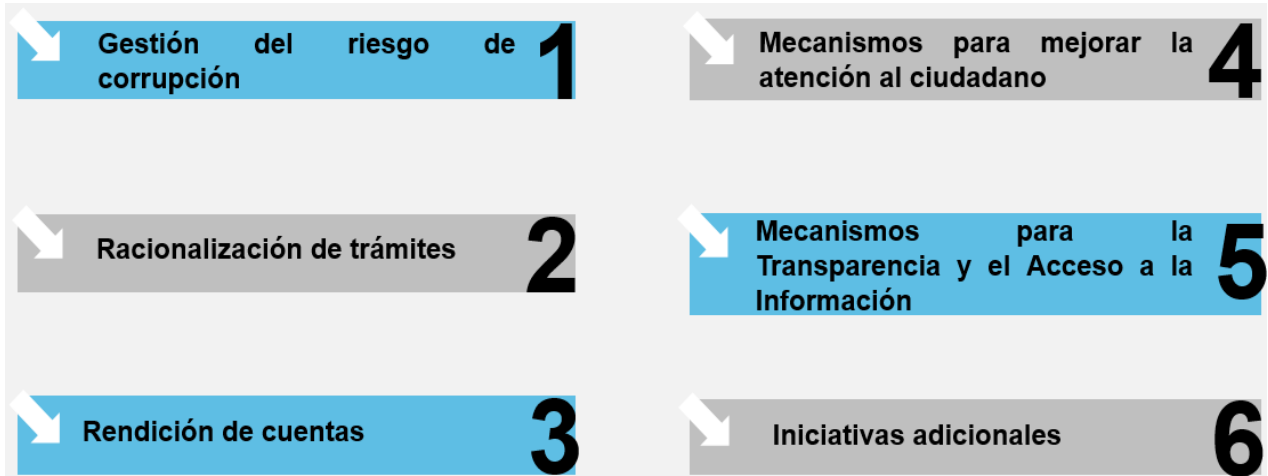 Gestión del riesgo de
corrupción
1
Racionalización de trámites
2
Rendición de cuentas
3
Mecanismos para mejorar la
atención al ciudadano
4
Mecanismos para la
Transparencia y el Acceso a la
Información
5
Iniciativas adicionales
6